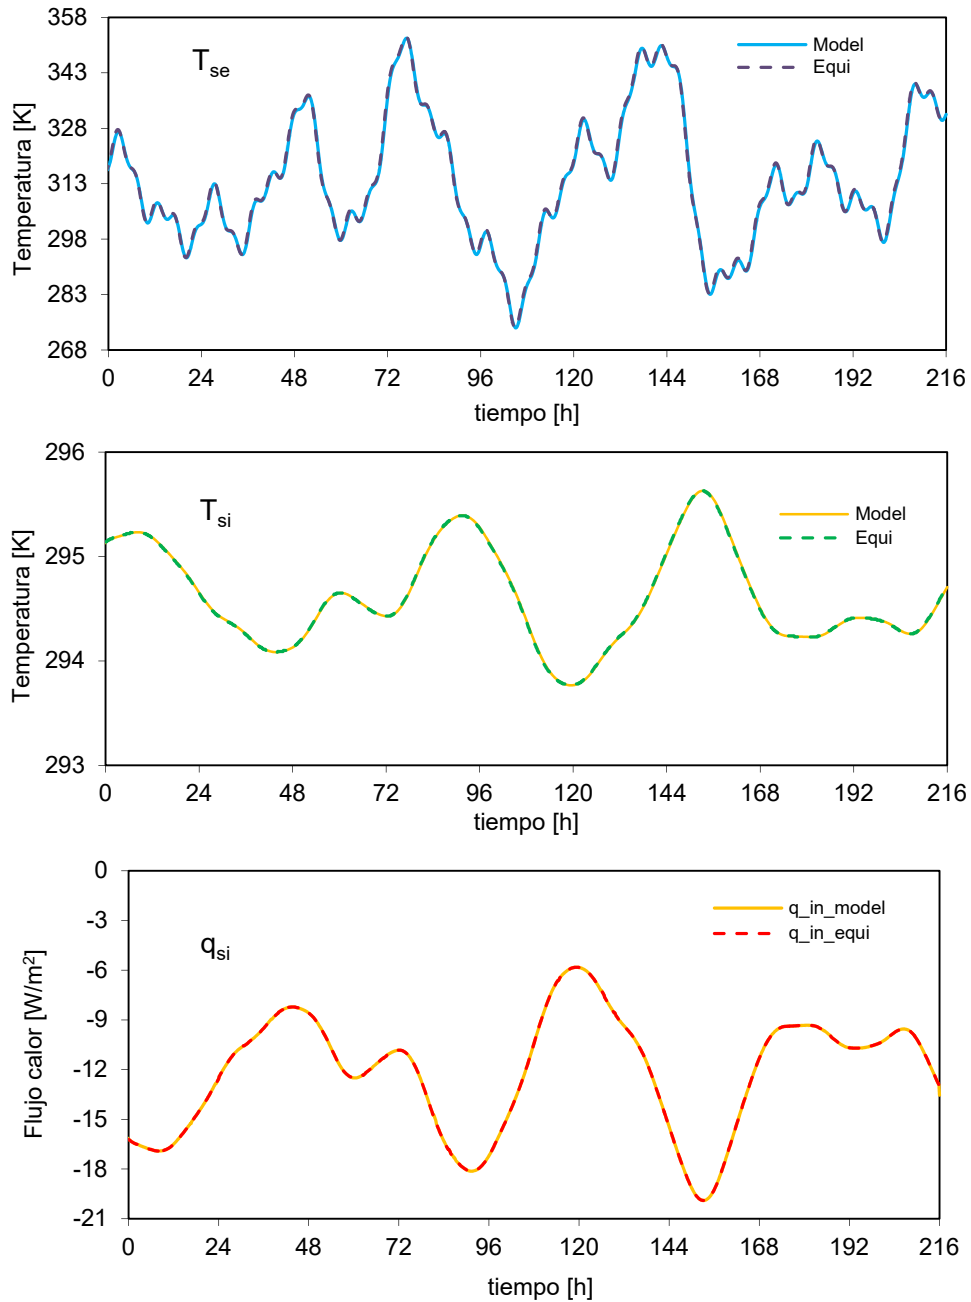 358
343
328
313
298
283
268
Temperatura [K]
T_se
Model
Equi
0 24 48 72 96 120 144 168 192 216
tiempo [h]
296
295
294
293
Temperatura [K]
T_si
Model
Equi
0 24 48 72 96 120 144 168 192 216
tiempo [h]
0
-3
-6
-9
-12
-15
-18
-21
Flujo calor [W/m²]
q_si
q_in_model
q_in_equi
0 24 48 72 96 120 144 168 192 216
tiempo [h]